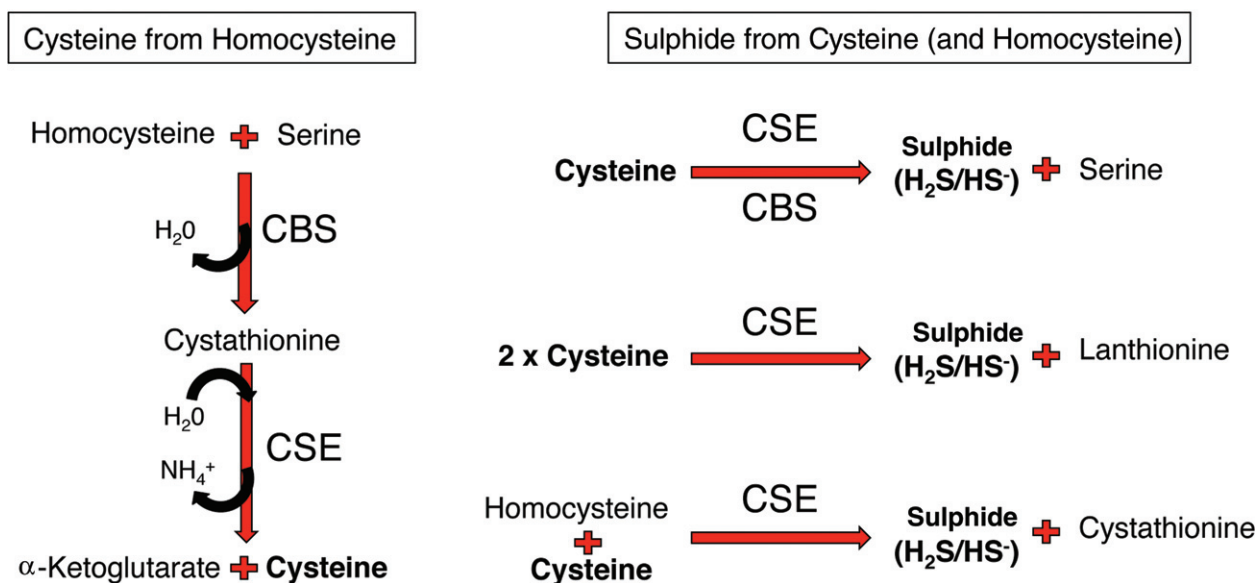 Cysteine from Homocysteine
Homocysteine + Serine
H₂0
CBS
Cystathionine
H₂0
CSE
NH₄⁺
α-Ketoglutarate + Cysteine
Sulphide from Cysteine (and Homocysteine)
CSE
Cysteine
CBS
Sulphide
(H₂S/HS⁻)
+ Serine
CSE
2 x Cysteine
Sulphide
(H₂S/HS⁻)
+ Lanthionine
Homocysteine
+
Cysteine
CSE
Sulphide
(H₂S/HS⁻)
+ Cystathionine